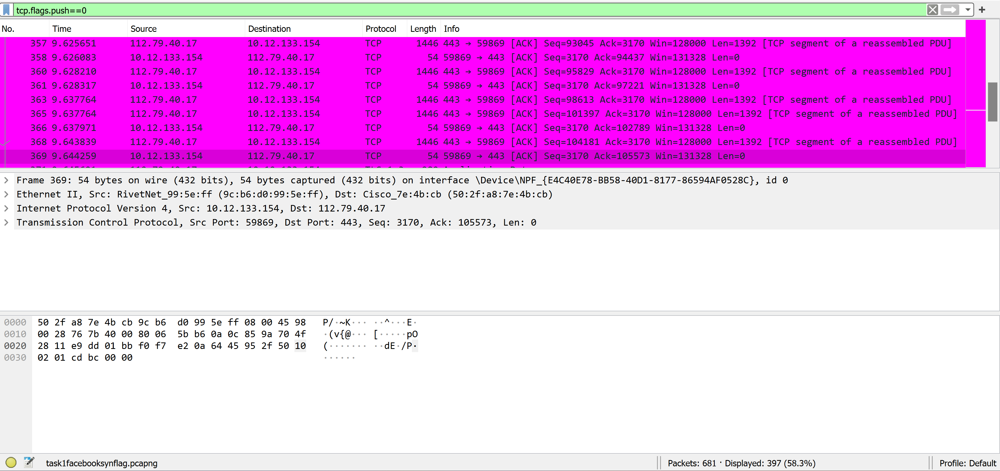 tcp.flags.push==0
No. Time Source Destination Protocol Length Info
357 9.625651 112.79.40.17 10.12.133.154 TCP 1446 443 → 59869 [ACK] Seq=93045 Ack=3170 Win=128000 Len=1392 [TCP segment of a reassembled PDU]
358 9.626083 10.12.133.154 112.79.40.17 TCP 54 59869 → 443 [ACK] Seq=3170 Ack=94437 Win=131328 Len=0
360 9.628210 112.79.40.17 10.12.133.154 TCP 1446 443 → 59869 [ACK] Seq=95829 Ack=3170 Win=128000 Len=1392 [TCP segment of a reassembled PDU]
361 9.628317 10.12.133.154 112.79.40.17 TCP 54 59869 → 443 [ACK] Seq=3170 Ack=97221 Win=131328 Len=0
363 9.637764 112.79.40.17 10.12.133.154 TCP 1446 443 → 59869 [ACK] Seq=98613 Ack=3170 Win=128000 Len=1392 [TCP segment of a reassembled PDU]
365 9.637764 112.79.40.17 10.12.133.154 TCP 1446 443 → 59869 [ACK] Seq=101397 Ack=3170 Win=128000 Len=1392 [TCP segment of a reassembled PDU]
366 9.637971 10.12.133.154 112.79.40.17 TCP 54 59869 → 443 [ACK] Seq=3170 Ack=102789 Win=131328 Len=0
368 9.643839 112.79.40.17 10.12.133.154 TCP 1446 443 → 59869 [ACK] Seq=104181 Ack=3170 Win=128000 Len=1392 [TCP segment of a reassembled PDU]
369 9.644259 10.12.133.154 112.79.40.17 TCP 54 59869 → 443 [ACK] Seq=3170 Ack=105573 Win=131328 Len=0
Frame 369: 54 bytes on wire (432 bits), 54 bytes captured (432 bits) on interface \Device\NPF_{E4C40E78-BB58-40D1-8177-86594AF0528C}, id 0
Ethernet II, Src: RivetNet_99:5e:ff (9c:b6:d0:99:5e:ff), Dst: Cisco_7e:4b:cb (50:2f:a8:7e:4b:cb)
Internet Protocol Version 4, Src: 10.12.133.154, Dst: 112.79.40.17
Transmission Control Protocol, Src Port: 59869, Dst Port: 443, Seq: 3170, Ack: 105573, Len: 0
0000 50 2f a8 7e 4b cb 9c b6 d0 99 5e ff 08 00 45 98 P/·~K··· ··^···E·
0010 00 28 76 7b 40 00 80 06 5b b6 0a 0c 85 9a 70 4f ·(v{@··· [·····pO
0020 28 11 e9 dd 01 bb f0 f7 e2 0a 64 45 95 2f 50 10 (······· ··dE·/P·
0030 02 01 cd bc 00 00 ······
task1facebooksynflag.pcapng Packets: 681 · Displayed: 397 (58.3%) Profile: Default